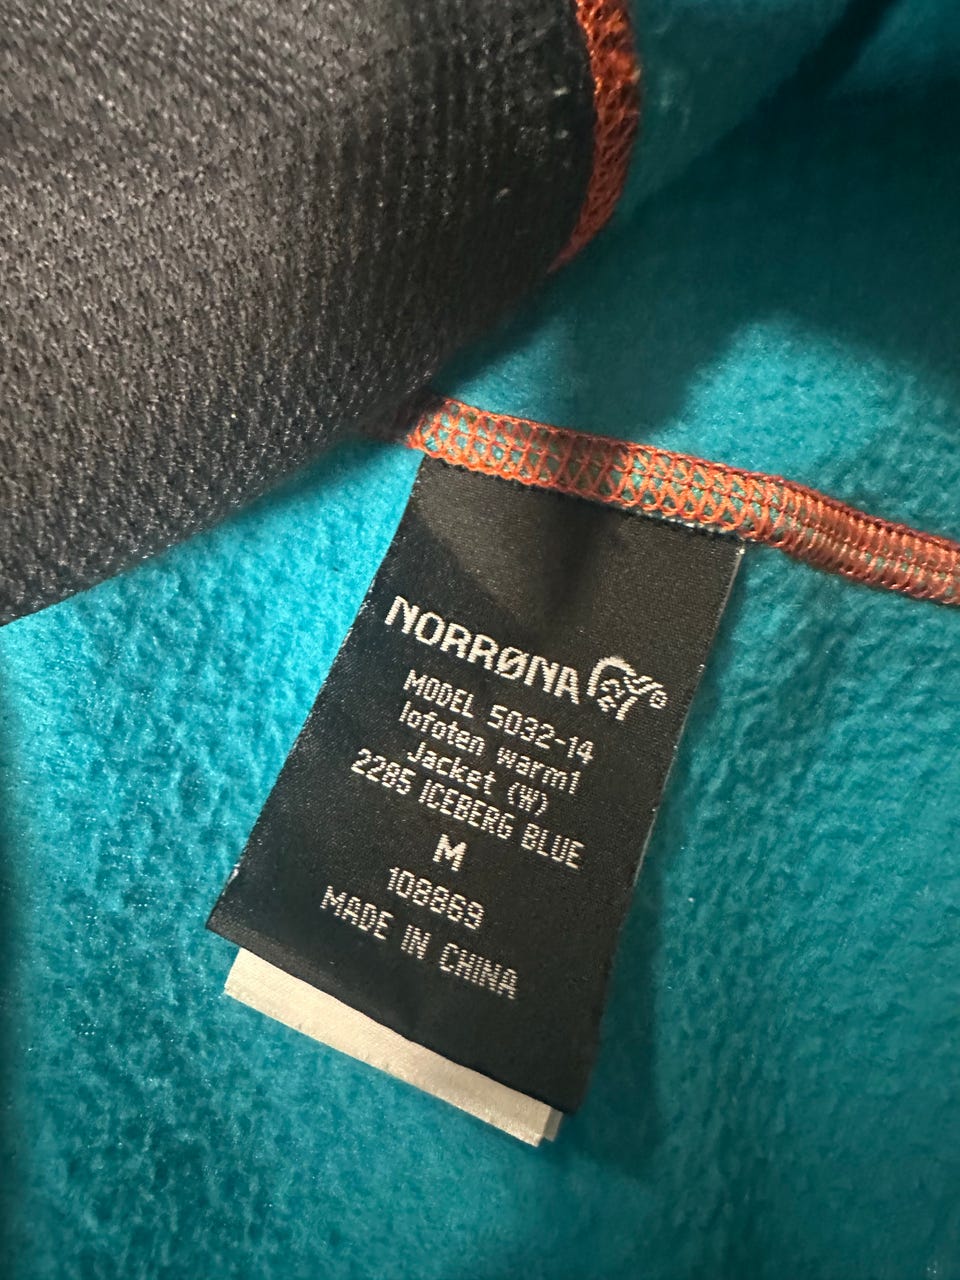 NORRØNA
MODEL 5032-14
lofoten warm1
Jacket (W)
2285 ICEBERG BLUE
M
108869
MADE IN CHINA